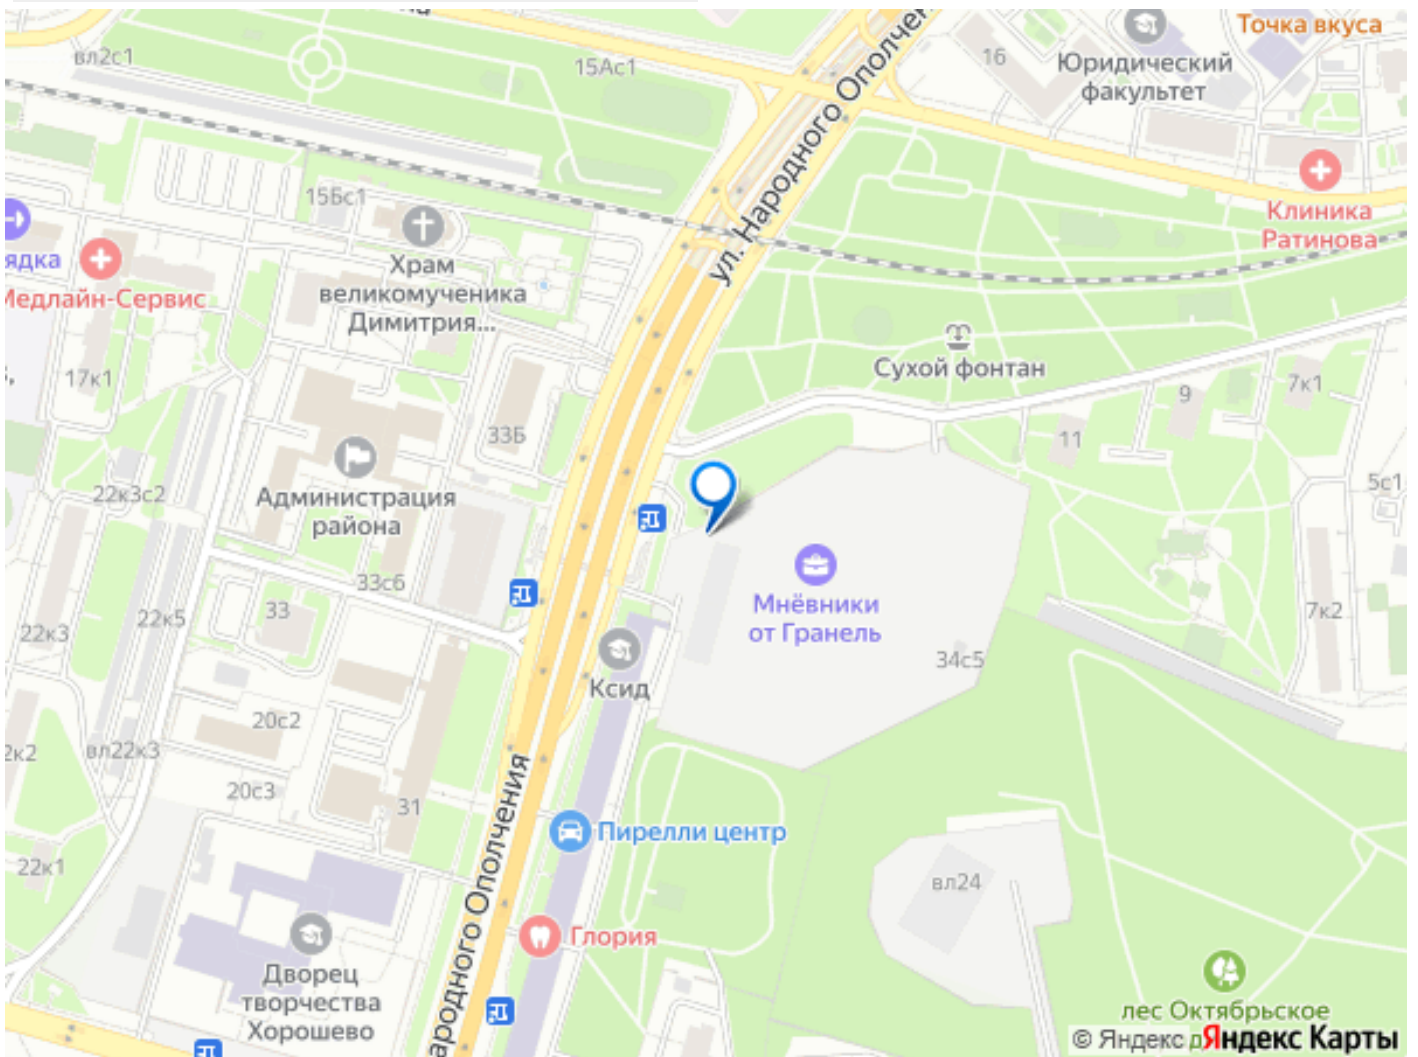 Точка вкуса
вл2с1
15Ас1
16
Юридический
факультет
ул. Народного Ополчен
15Бс1
Клиника
Ратинова
ядка
Медлайн-Сервис
Храм
великомученика
Димитрия...
Сухой фонтан
17к1
7к1
9
33Б
11
Администрация
района
22к3с2
5с1
33с6
Мнёвники
от Гранель
22к3
22к5
33
7к2
34с5
Ксид
20с2
2к2
вл22к3
20с3
31
Пирелли центр
22к1
вл24
ародного Ополчения
Глория
Дворец
творчества
Хорошево
лес Октябрьское
© Яндекс
Яндекс Карты